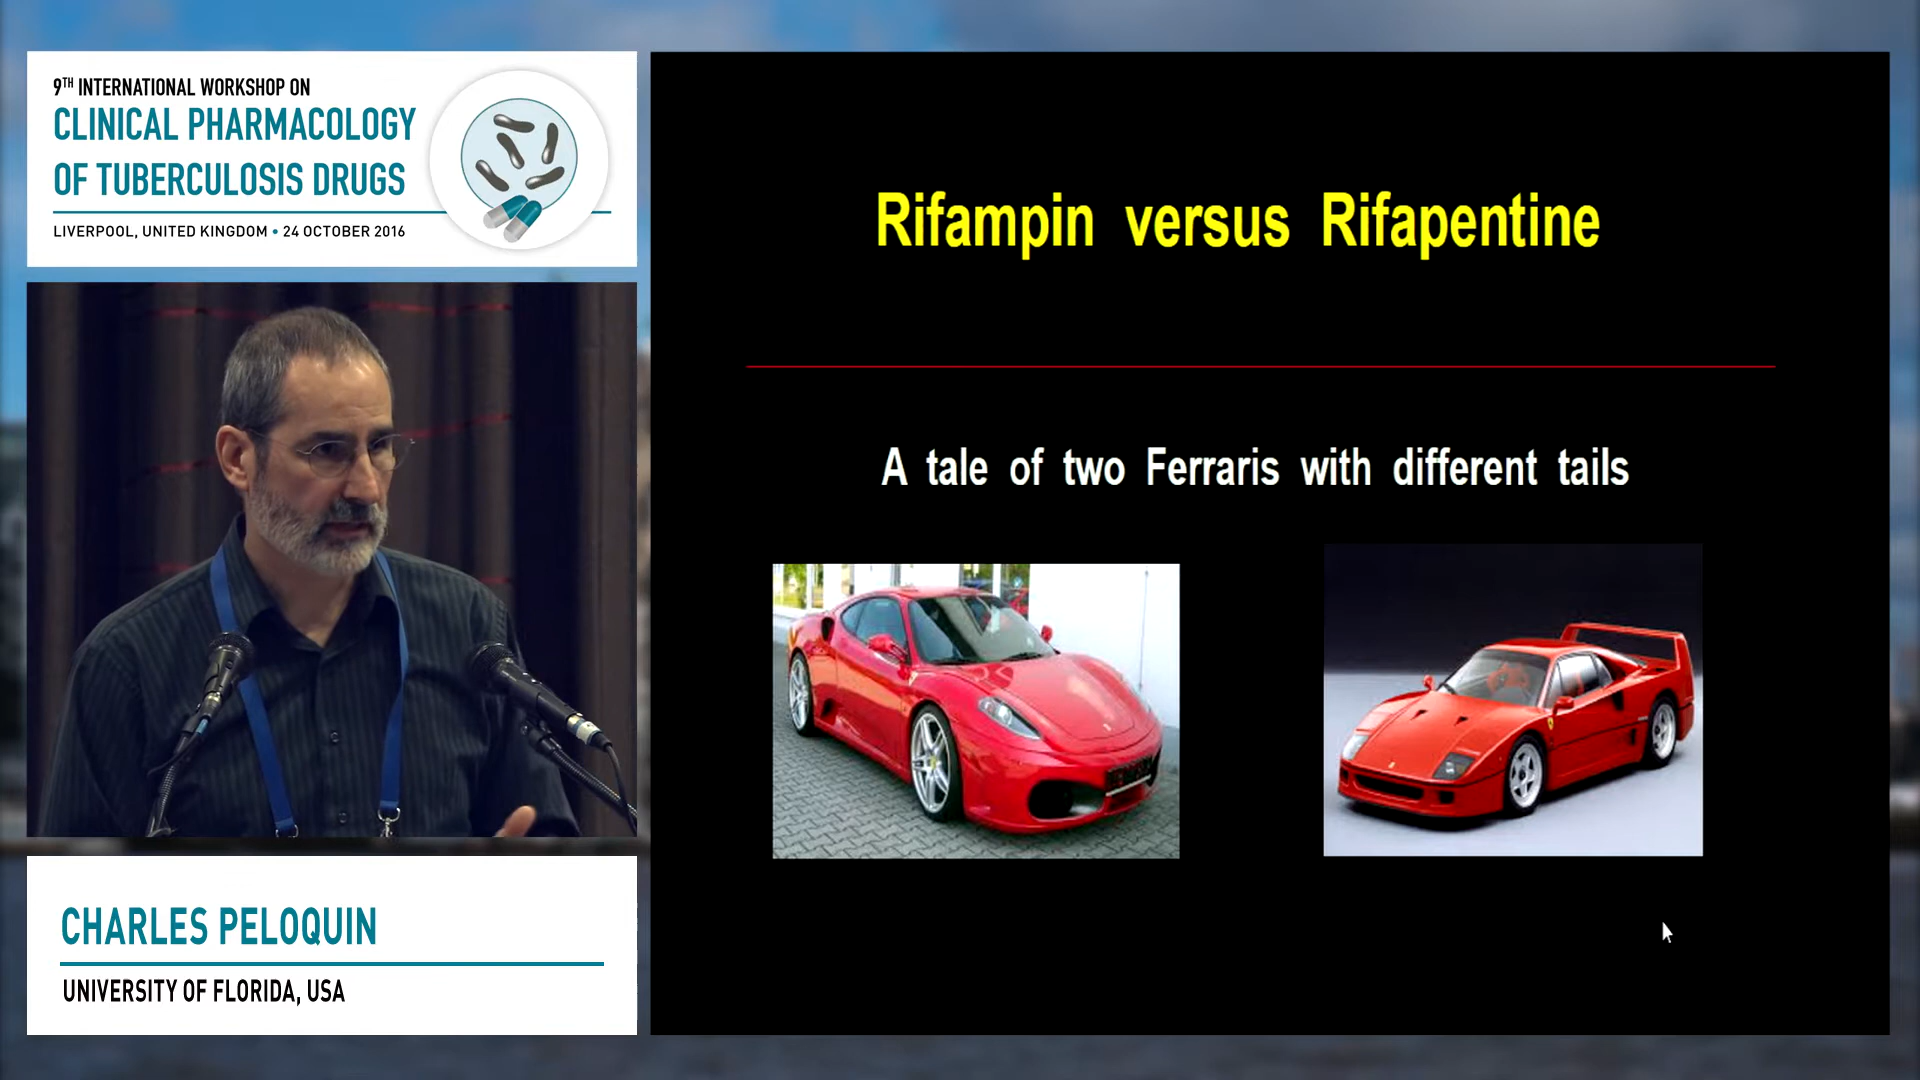 9TH INTERNATIONAL WORKSHOP ON
CLINICAL PHARMACOLOGY
OF TUBERCULOSIS DRUGS
LIVERPOOL, UNITED KINGDOM • 24 OCTOBER 2016
CHARLES PELOQUIN
UNIVERSITY OF FLORIDA, USA
Rifampin versus Rifapentine
A tale of two Ferraris with different tails